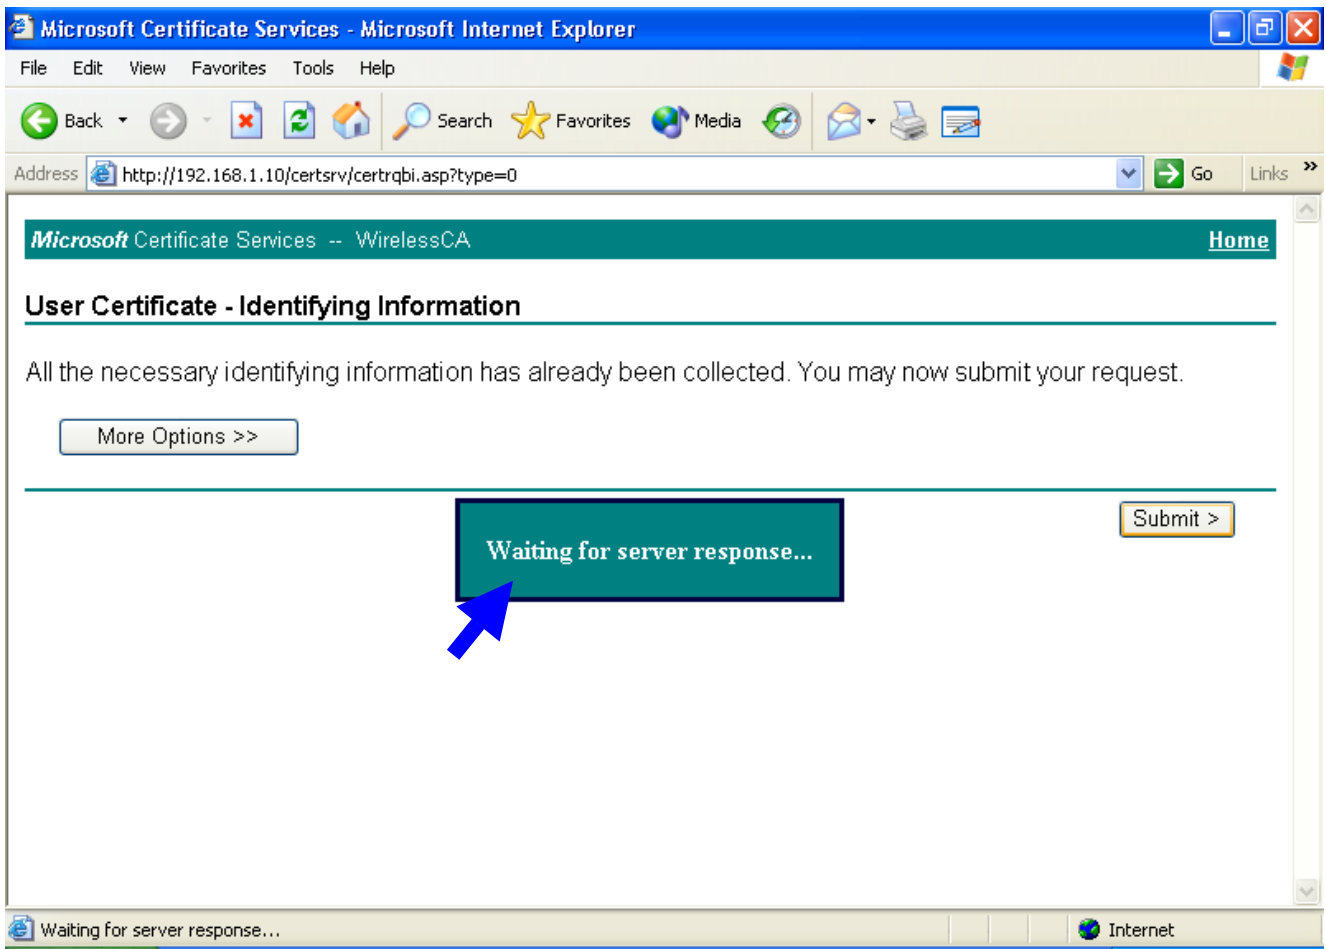 Microsoft Certificate Services - Microsoft Internet Explorer
File Edit View Favorites Tools Help
Back Search Favorites Media
Address http://192.168.1.10/certsrv/certrqbi.asp?type=0 Go Links »
Microsoft Certificate Services -- WirelessCA Home
User Certificate - Identifying Information
All the necessary identifying information has already been collected. You may now submit your request.
More Options >>
Submit >
Waiting for server response...
Waiting for server response... Internet